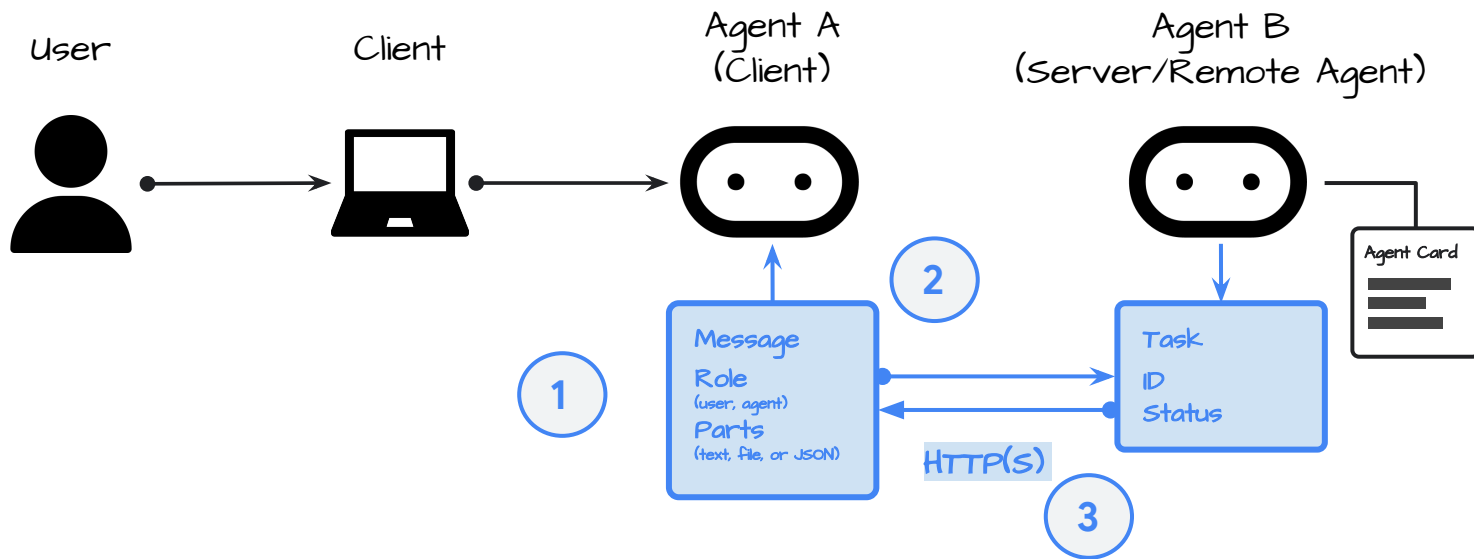 User
Client
Agent A
(Client)
Agent B
(Server/Remote Agent)
Agent Card
1
2
Message
Role
(user, agent)
Parts
(text, file, or JSON)
Task
ID
Status
HTTP(S)
3